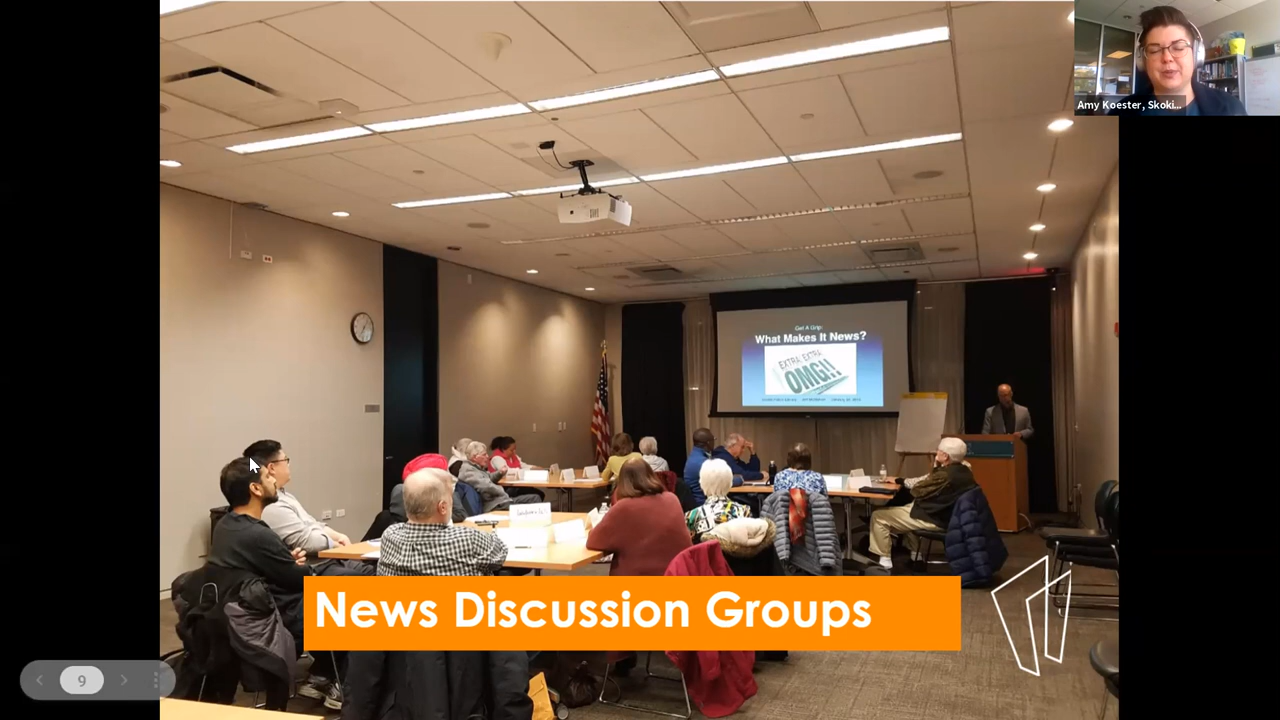 Amy Koester, Skoki...
Get A Grip:
What Makes It News?
EXTRA EXTRA
OMG!!
News Discussion Groups
9